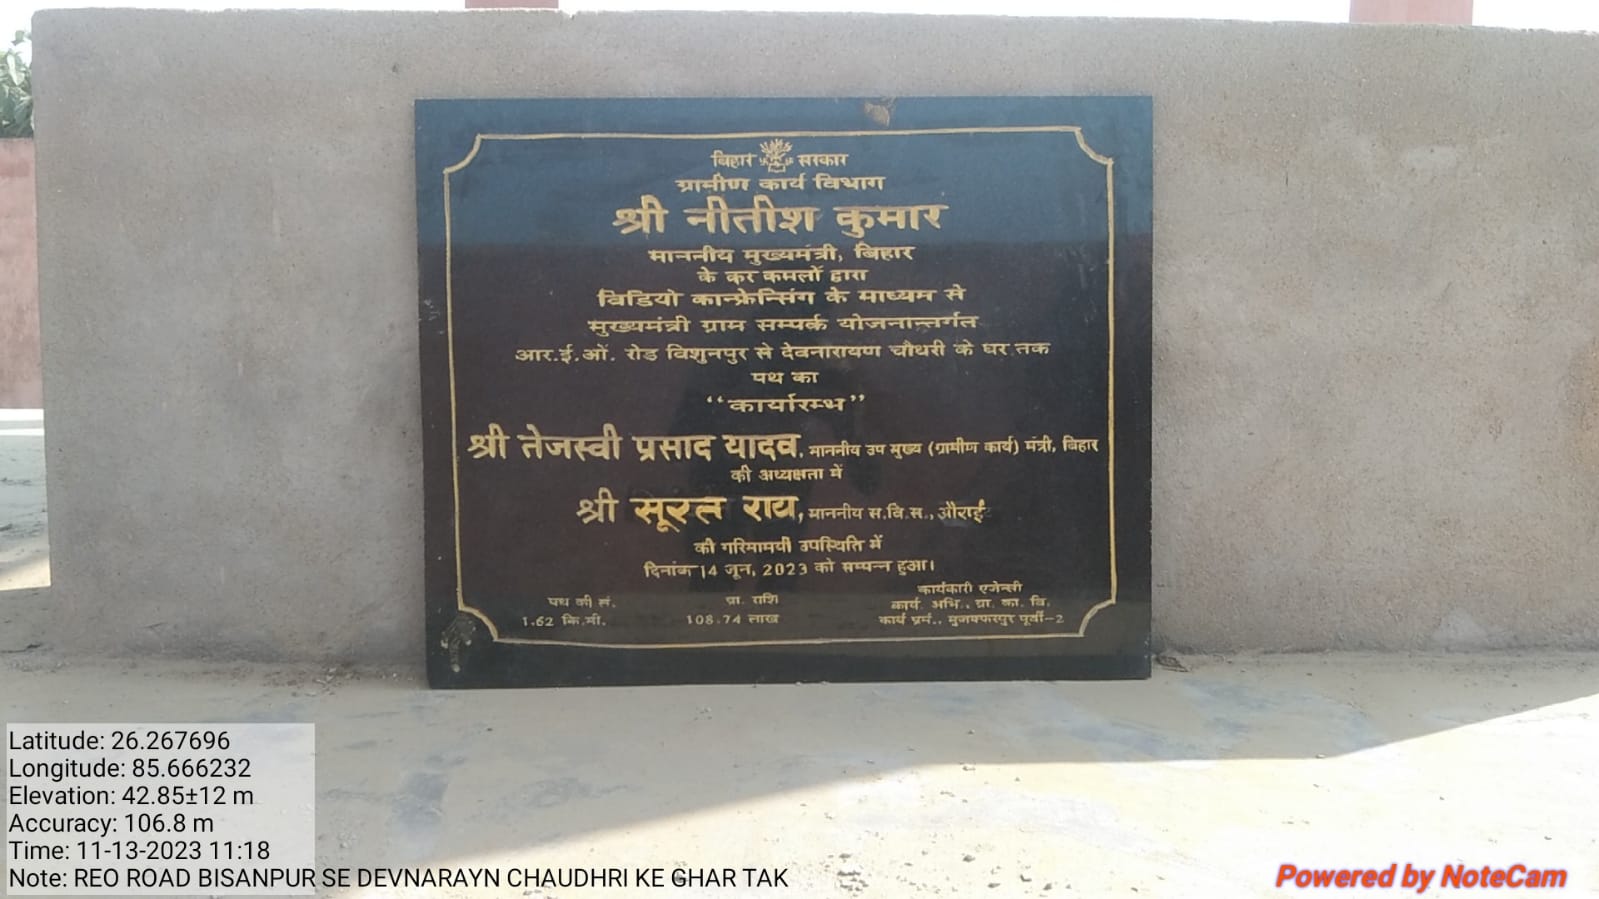 बिहार सरकार
ग्रामीण कार्य विभाग
श्री नीतीश कुमार
माननीय मुख्यमंत्री, बिहार
के कर कमलों द्वारा
विडियो कान्फ्रेन्सिंग के माध्यम से
मुख्यमंत्री ग्राम सम्पर्क योजनान्तर्गत
आर.ई.ओ. रोड विशुनपुर से देवनारायण चौधरी के घर तक
पथ का
“कार्यारम्भ”
श्री तेजस्वी प्रसाद यादव, माननीय उप मुख्य (ग्रामीण कार्य) मंत्री, बिहार
की अध्यक्षता में
श्री सूरत राय, माननीय स.वि.स., औराई
की गरिमामयी उपस्थिति में
दिनांक 14 जून, 2023 को सम्पन्न हुआ।
पथ की लं.
1.62 कि.मी.
प्रा. राशि
108.74 लाख
कार्यकारी एजेन्सी
कार्य. अभि., ग्रा. का. वि.
कार्य प्रमं., मुजफ्फरपुर पूर्वी-2
Latitude: 26.267696
Longitude: 85.666232
Elevation: 42.85±12 m
Accuracy: 106.8 m
Time: 11-13-2023 11:18
Note: REO ROAD BISANPUR SE DEVNARAYN CHAUDHRI KE GHAR TAK
Powered by NoteCam